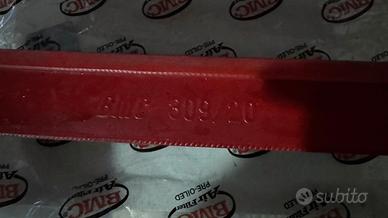 BMC
Air Filter
PRE-OILED
BMC
BMC 309/20
Air Filter
PRE-OILED
BMC
subito